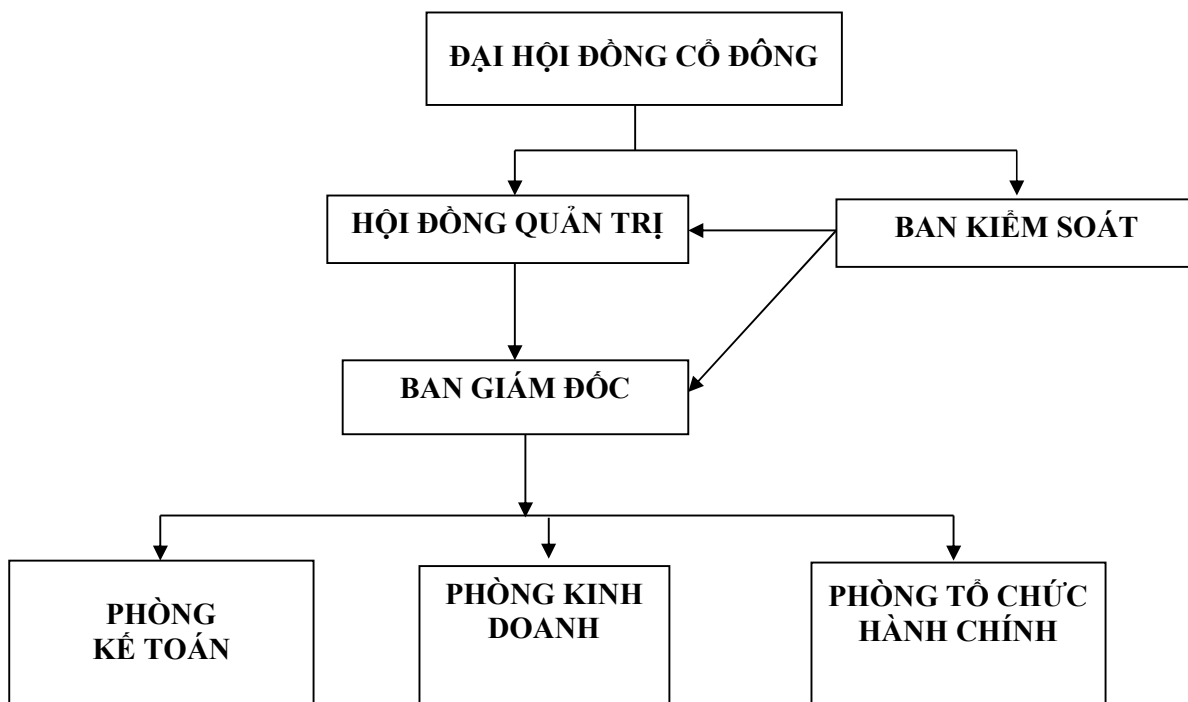 ĐẠI HỘI ĐỒNG CỔ ĐÔNG
HỘI ĐỒNG QUẢN TRỊ
BAN KIỂM SOÁT
BAN GIÁM ĐỐC
PHÒNG
KẾ TOÁN
PHÒNG KINH
DOANH
PHÒNG TỔ CHỨC
HÀNH CHÍNH